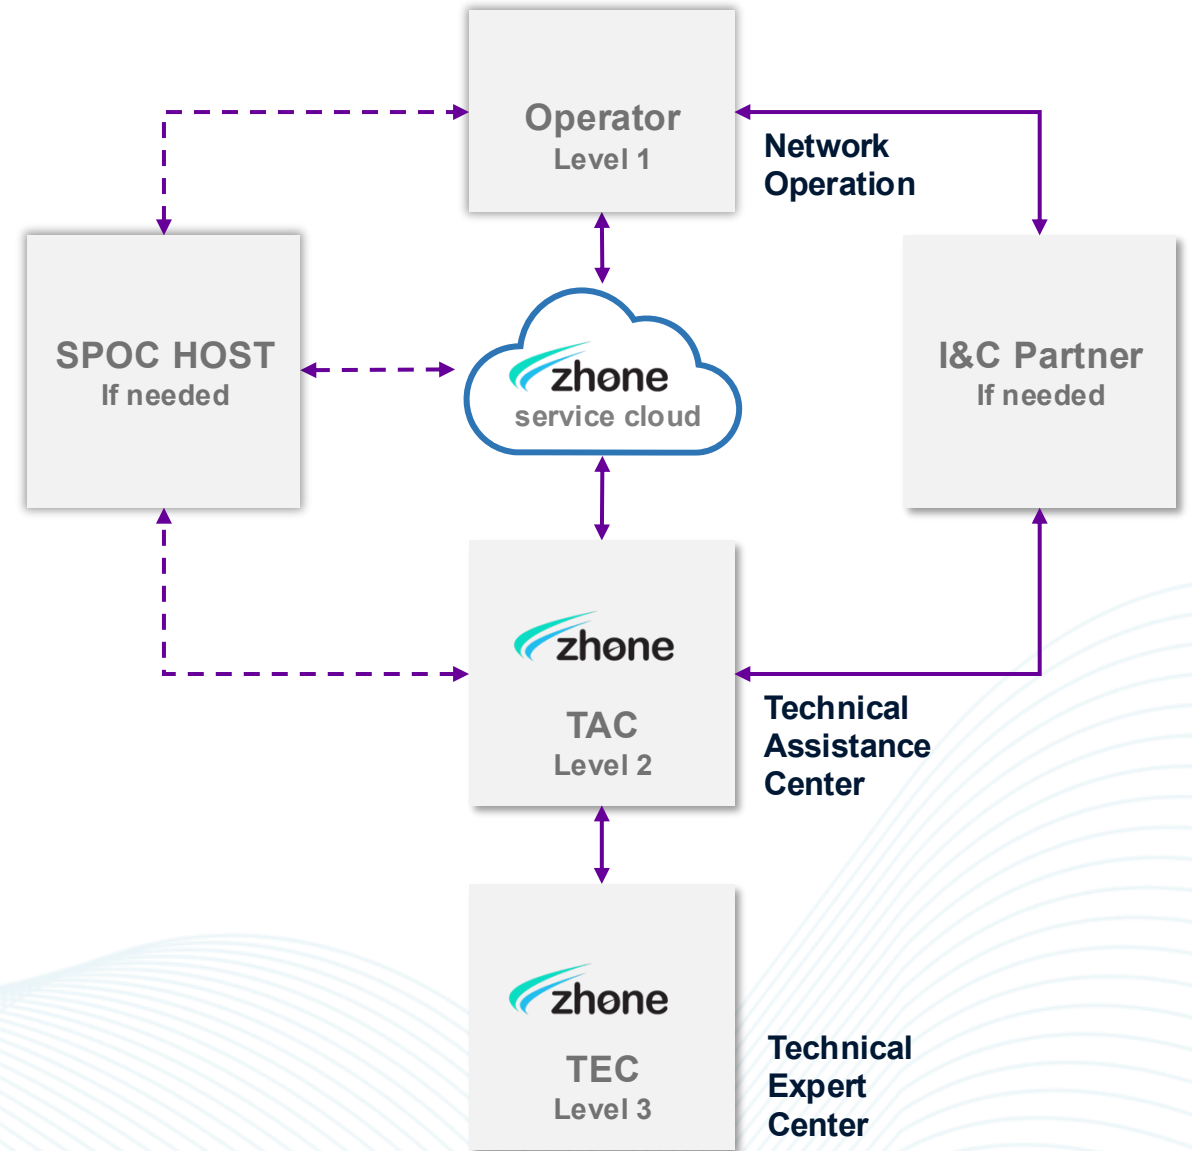 Operator
Level 1
Network
Operation
SPOC HOST
If needed
zhone
service cloud
I&C Partner
If needed
zhone
TAC
Level 2
Technical
Assistance
Center
zhone
TEC
Level 3
Technical
Expert
Center